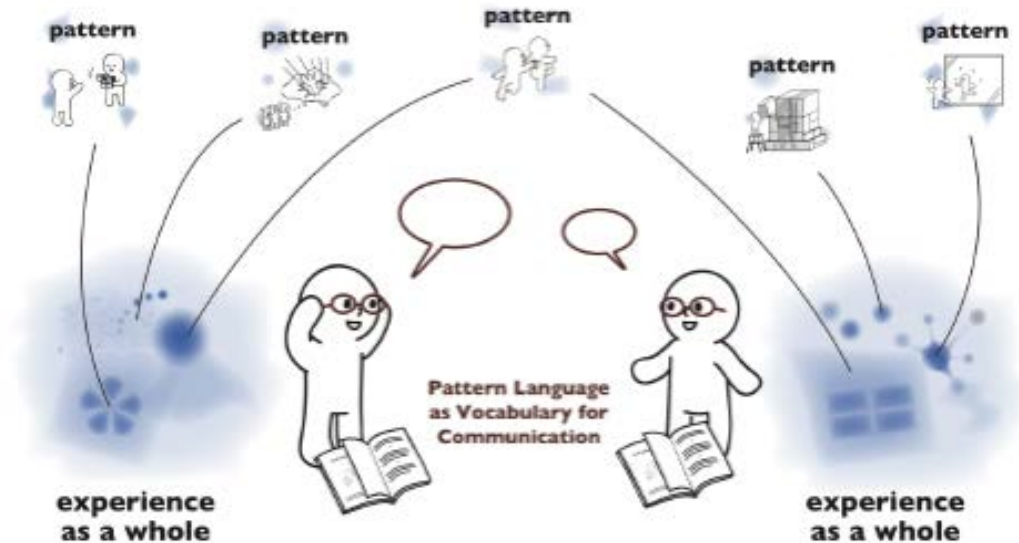 pattern
pattern
pattern
pattern
pattern
Pattern Language
as Vocabulary for
Communication
experience
as a whole
experience
as a whole